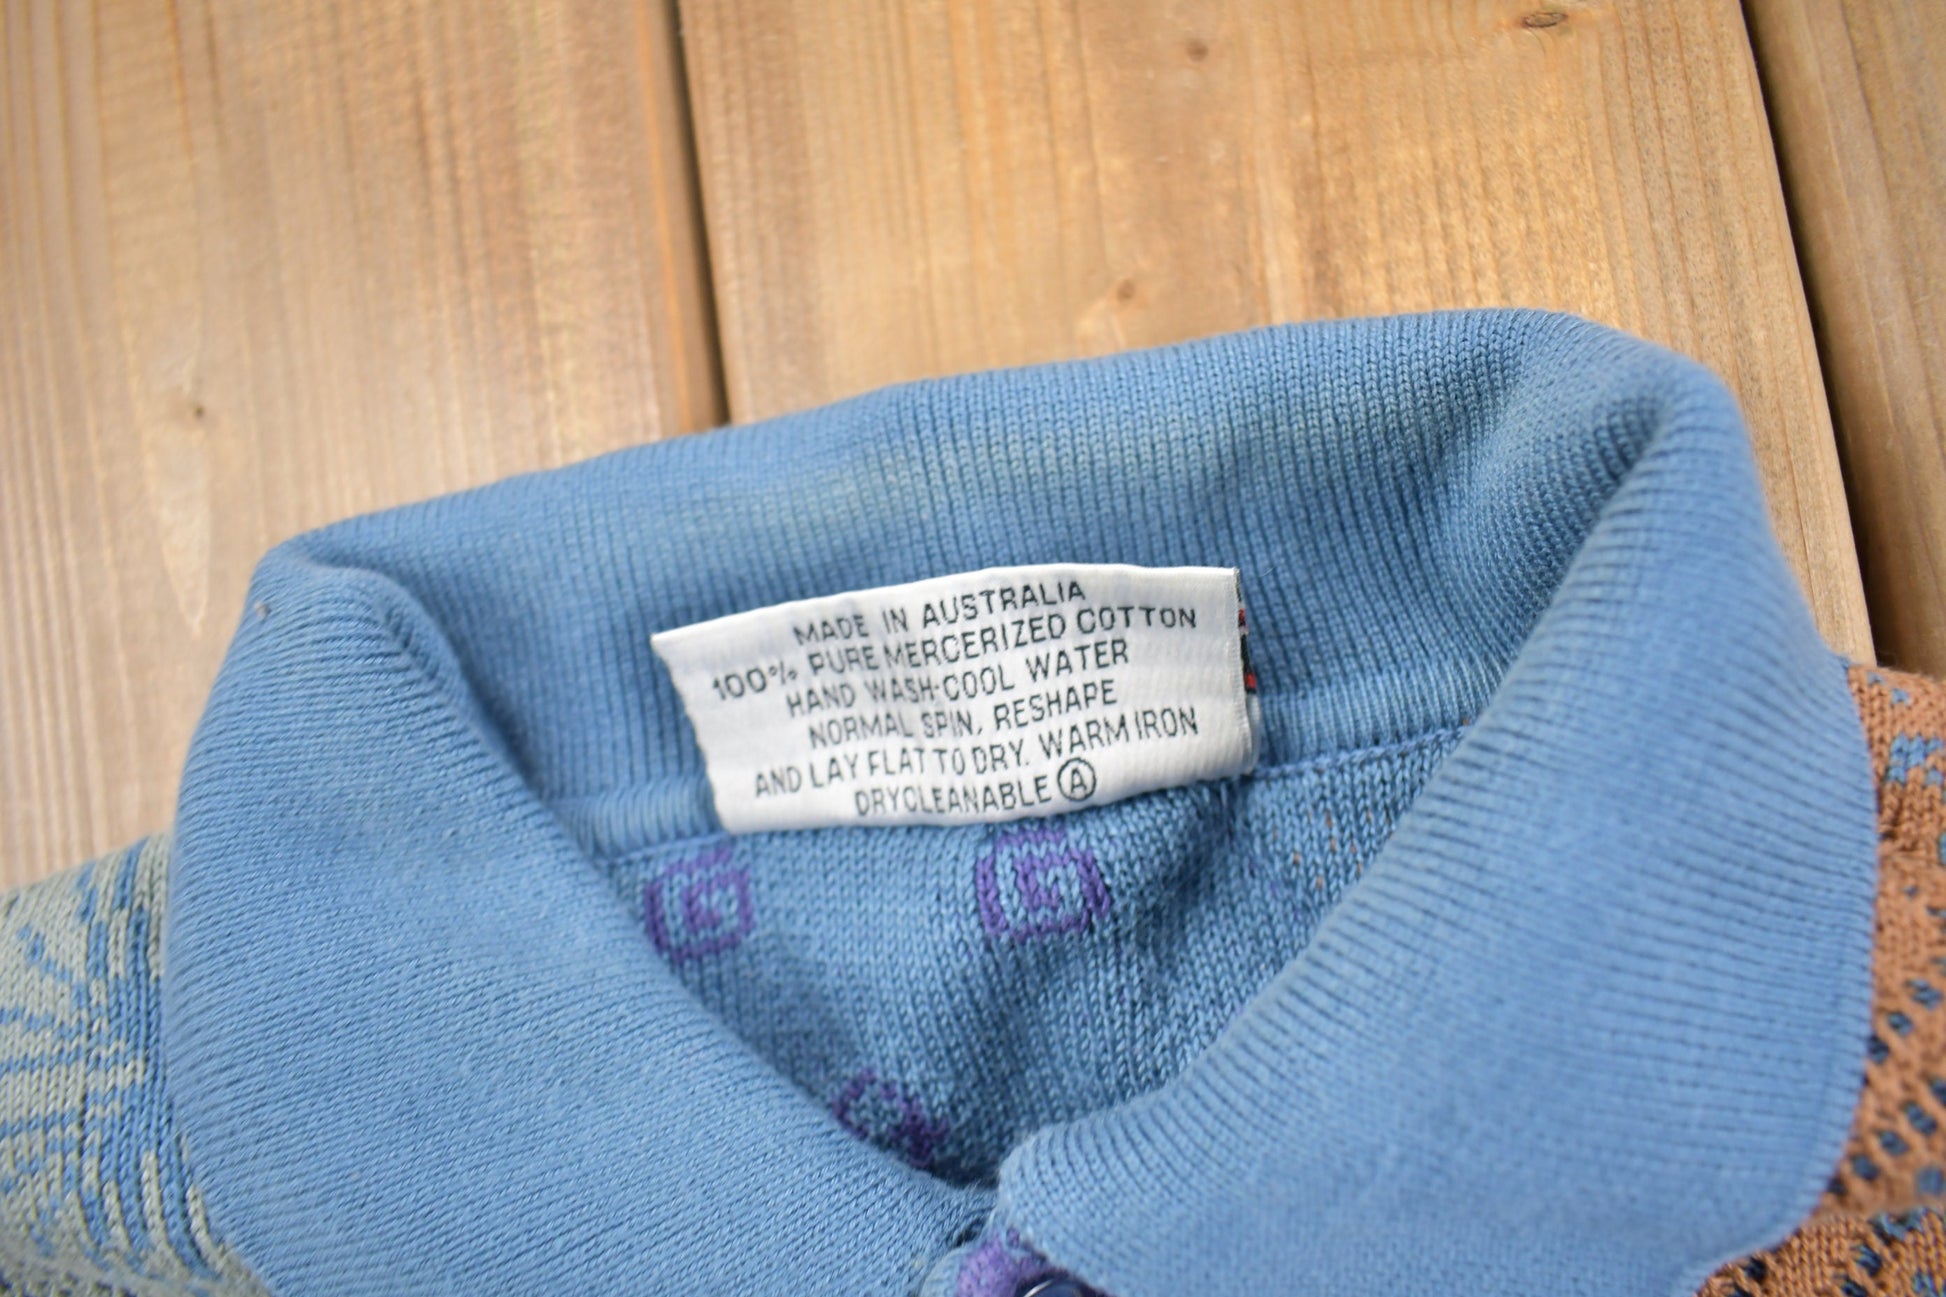 MADE IN AUSTRALIA
100% PURE MERCERIZED COTTON
HAND WASH-COOL WATER
NORMAL SPIN, RESHAPE
AND LAY FLAT TO DRY. WARM IRON
DRYCLEANABLE Ⓐ